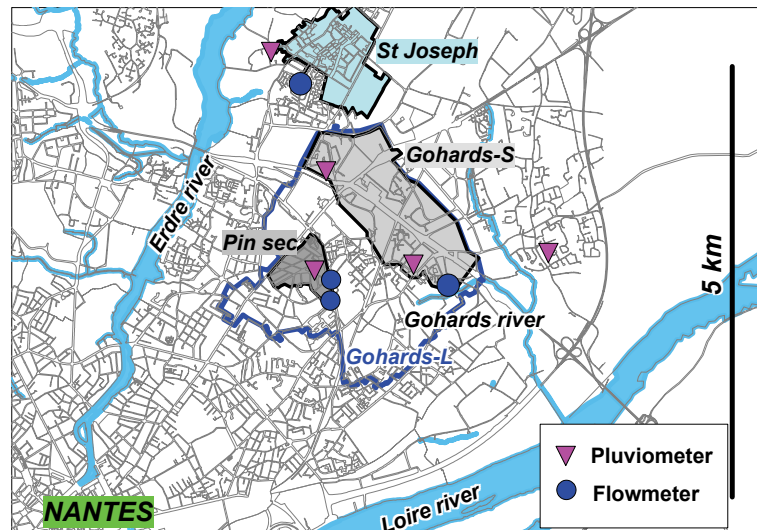 St Joseph
Gohards-S
Erdre river
Pin sec
5 km
Gohards river
Gohards-L
Pluviometer
Flowmeter
NANTES
Loire river